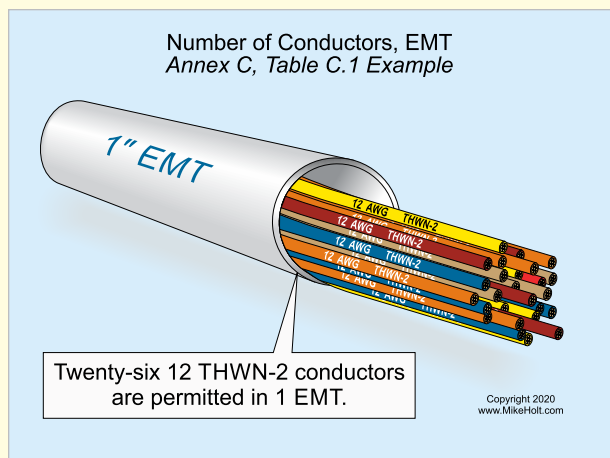 Number of Conductors, EMT
Annex C, Table C.1 Example
1" EMT
12 AWG THWN-2
12 AWG THWN-2
12 AWG THWN-2
12 AWG THWN-2
12 AWG THWN-2
Twenty-six 12 THWN-2 conductors
are permitted in 1 EMT.
Copyright 2020
www.MikeHolt.com